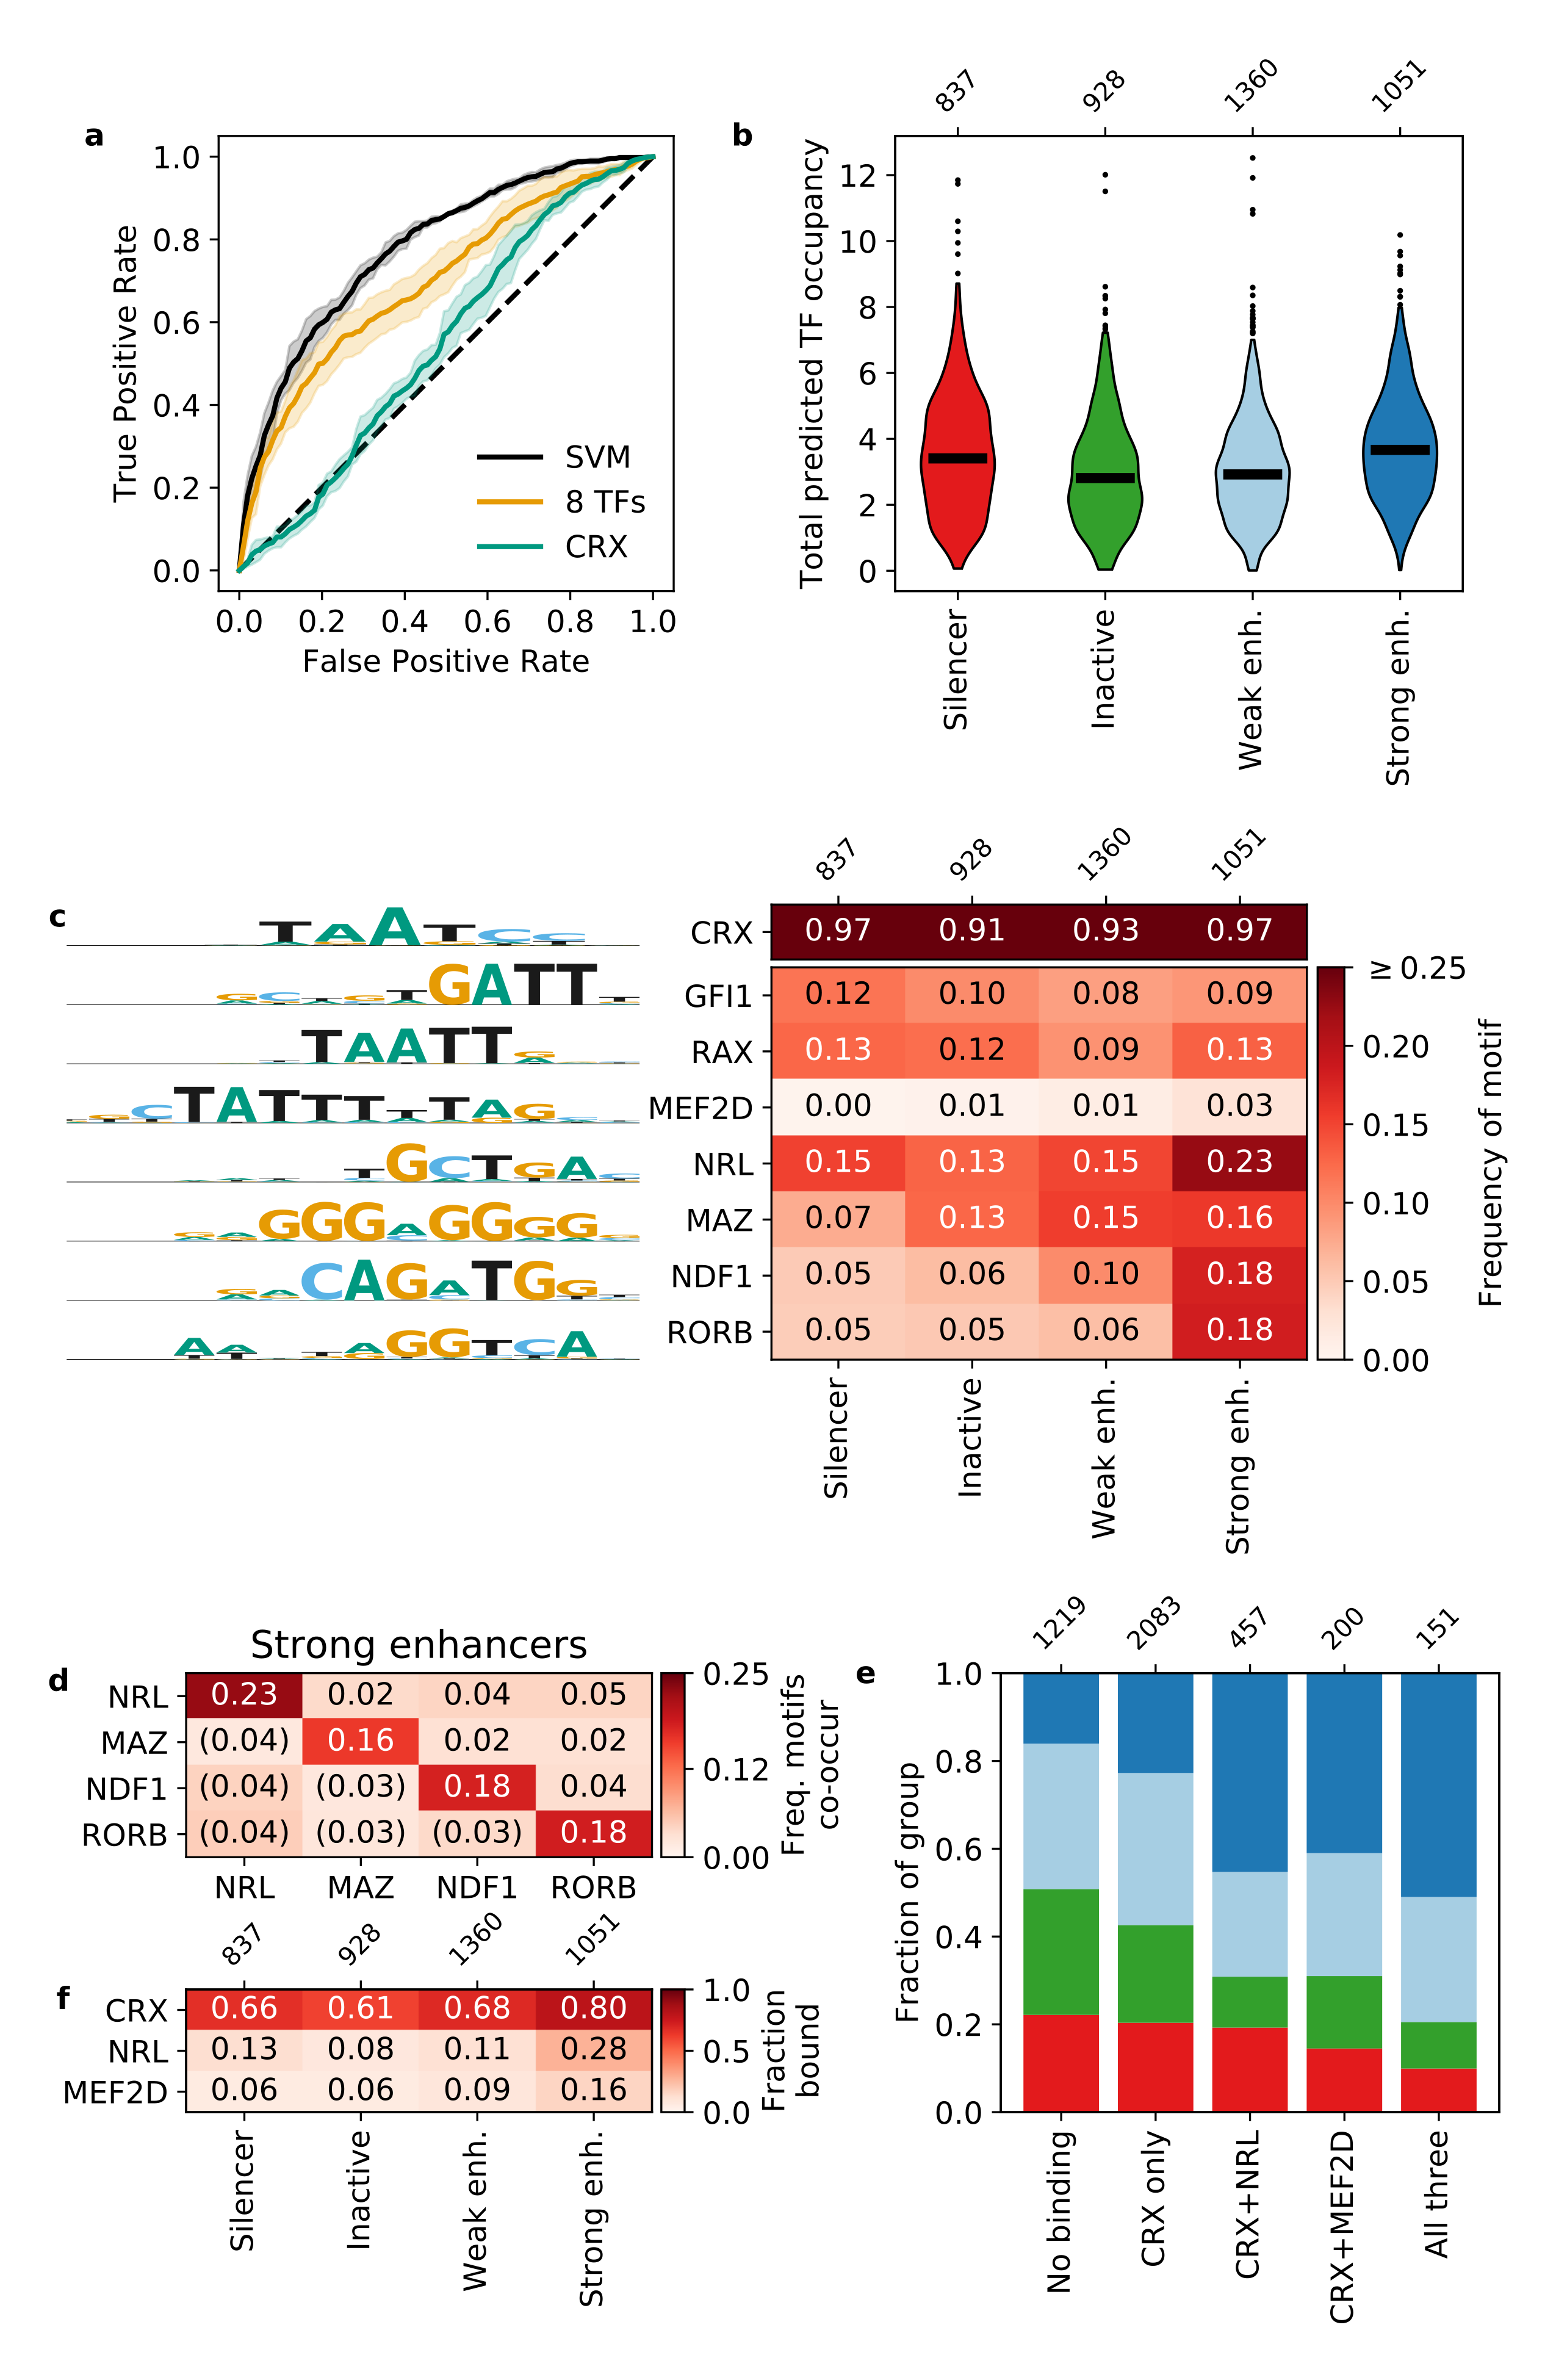 a
1.0
0.8
0.6
0.4
0.2
0.0
True Positive Rate
SVM
8 TFs
CRX
0.0 0.2 0.4 0.6 0.8 1.0
False Positive Rate
b
837 928 1360 1051
12
10
8
6
4
2
0
Total predicted TF occupancy
Silencer
Inactive
Weak enh.
Strong enh.
c
837 928 1360 1051
CRX 0.97 0.91 0.93 0.97
GFI1 0.12 0.10 0.08 0.09
RAX 0.13 0.12 0.09 0.13
MEF2D 0.00 0.01 0.01 0.03
NRL 0.15 0.13 0.15 0.23
MAZ 0.07 0.13 0.15 0.16
NDF1 0.05 0.06 0.10 0.18
RORB 0.05 0.05 0.06 0.18
Silencer
Inactive
Weak enh.
Strong enh.
≥ 0.25
0.20
0.15
0.10
0.05
0.00
Frequency of motif
TAATCC
GATT
TAATT
CTATTTTTAG
TGCTGAC
GGGAGGGG
CAGATGG
AGGTCA
d
Strong enhancers
NRL 0.23 0.02 0.04 0.05
MAZ (0.04) 0.16 0.02 0.02
NDF1 (0.04) (0.03) 0.18 0.04
RORB (0.04) (0.03) (0.03) 0.18
NRL MAZ NDF1 RORB
0.25
0.12
0.00
Freq. motifs
co-occur
e
1219 2083 457 200 151
1.0
0.8
0.6
0.4
0.2
0.0
Fraction of group
No binding
CRX only
CRX+NRL
CRX+MEF2D
All three
f
837 928 1360 1051
CRX 0.66 0.61 0.68 0.80
NRL 0.13 0.08 0.11 0.28
MEF2D 0.06 0.06 0.09 0.16
Silencer
Inactive
Weak enh.
Strong enh.
1.0
0.5
0.0
Fraction
bound